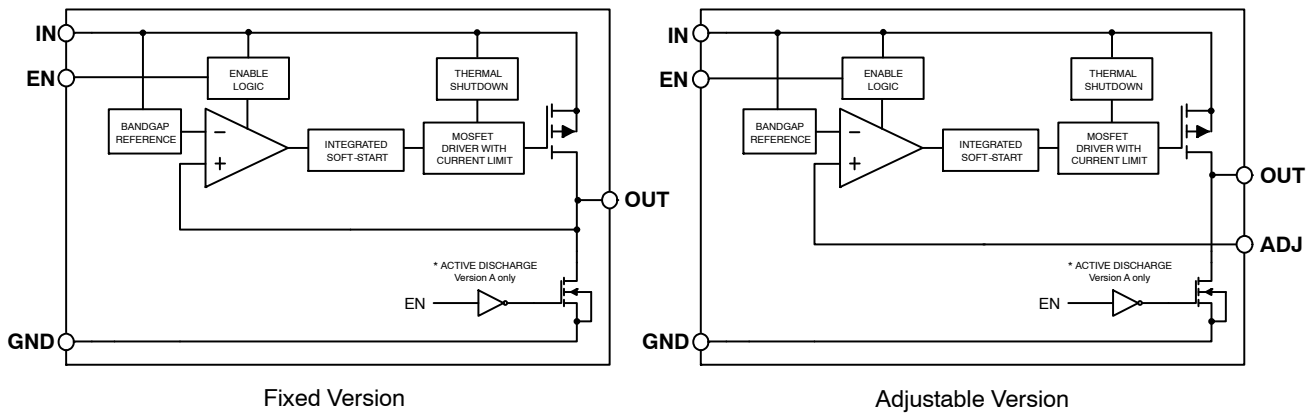 IN
EN
ENABLE
LOGIC
THERMAL
SHUTDOWN
BANDGAP
REFERENCE
−
+
INTEGRATED
SOFT-START
MOSFET
DRIVER WITH
CURRENT LIMIT
OUT
* ACTIVE DISCHARGE
Version A only
EN
GND
Fixed Version
IN
EN
ENABLE
LOGIC
THERMAL
SHUTDOWN
BANDGAP
REFERENCE
−
+
INTEGRATED
SOFT-START
MOSFET
DRIVER WITH
CURRENT LIMIT
OUT
ADJ
* ACTIVE DISCHARGE
Version A only
EN
GND
Adjustable Version